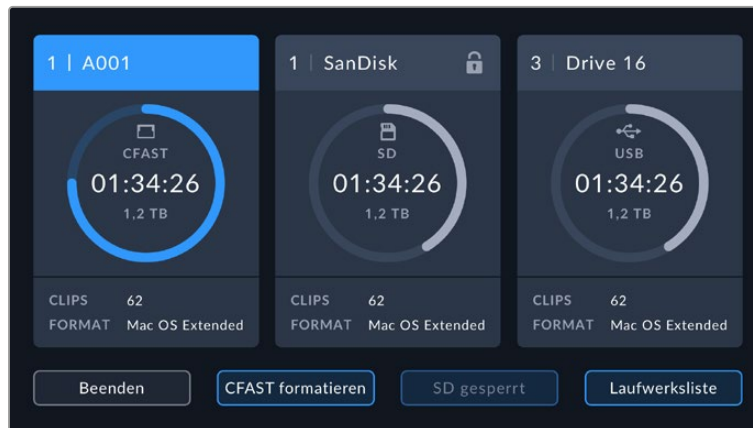 1 | A001
CFAST
01:34:26
1,2 TB
CLIPS 62
FORMAT Mac OS Extended
1 | SanDisk
SD
01:34:26
1,2 TB
CLIPS 62
FORMAT Mac OS Extended
3 | Drive 16
USB
01:34:26
1,2 TB
CLIPS 62
FORMAT Mac OS Extended
Beenden
CFAST formatieren
SD gesperrt
Laufwerksliste